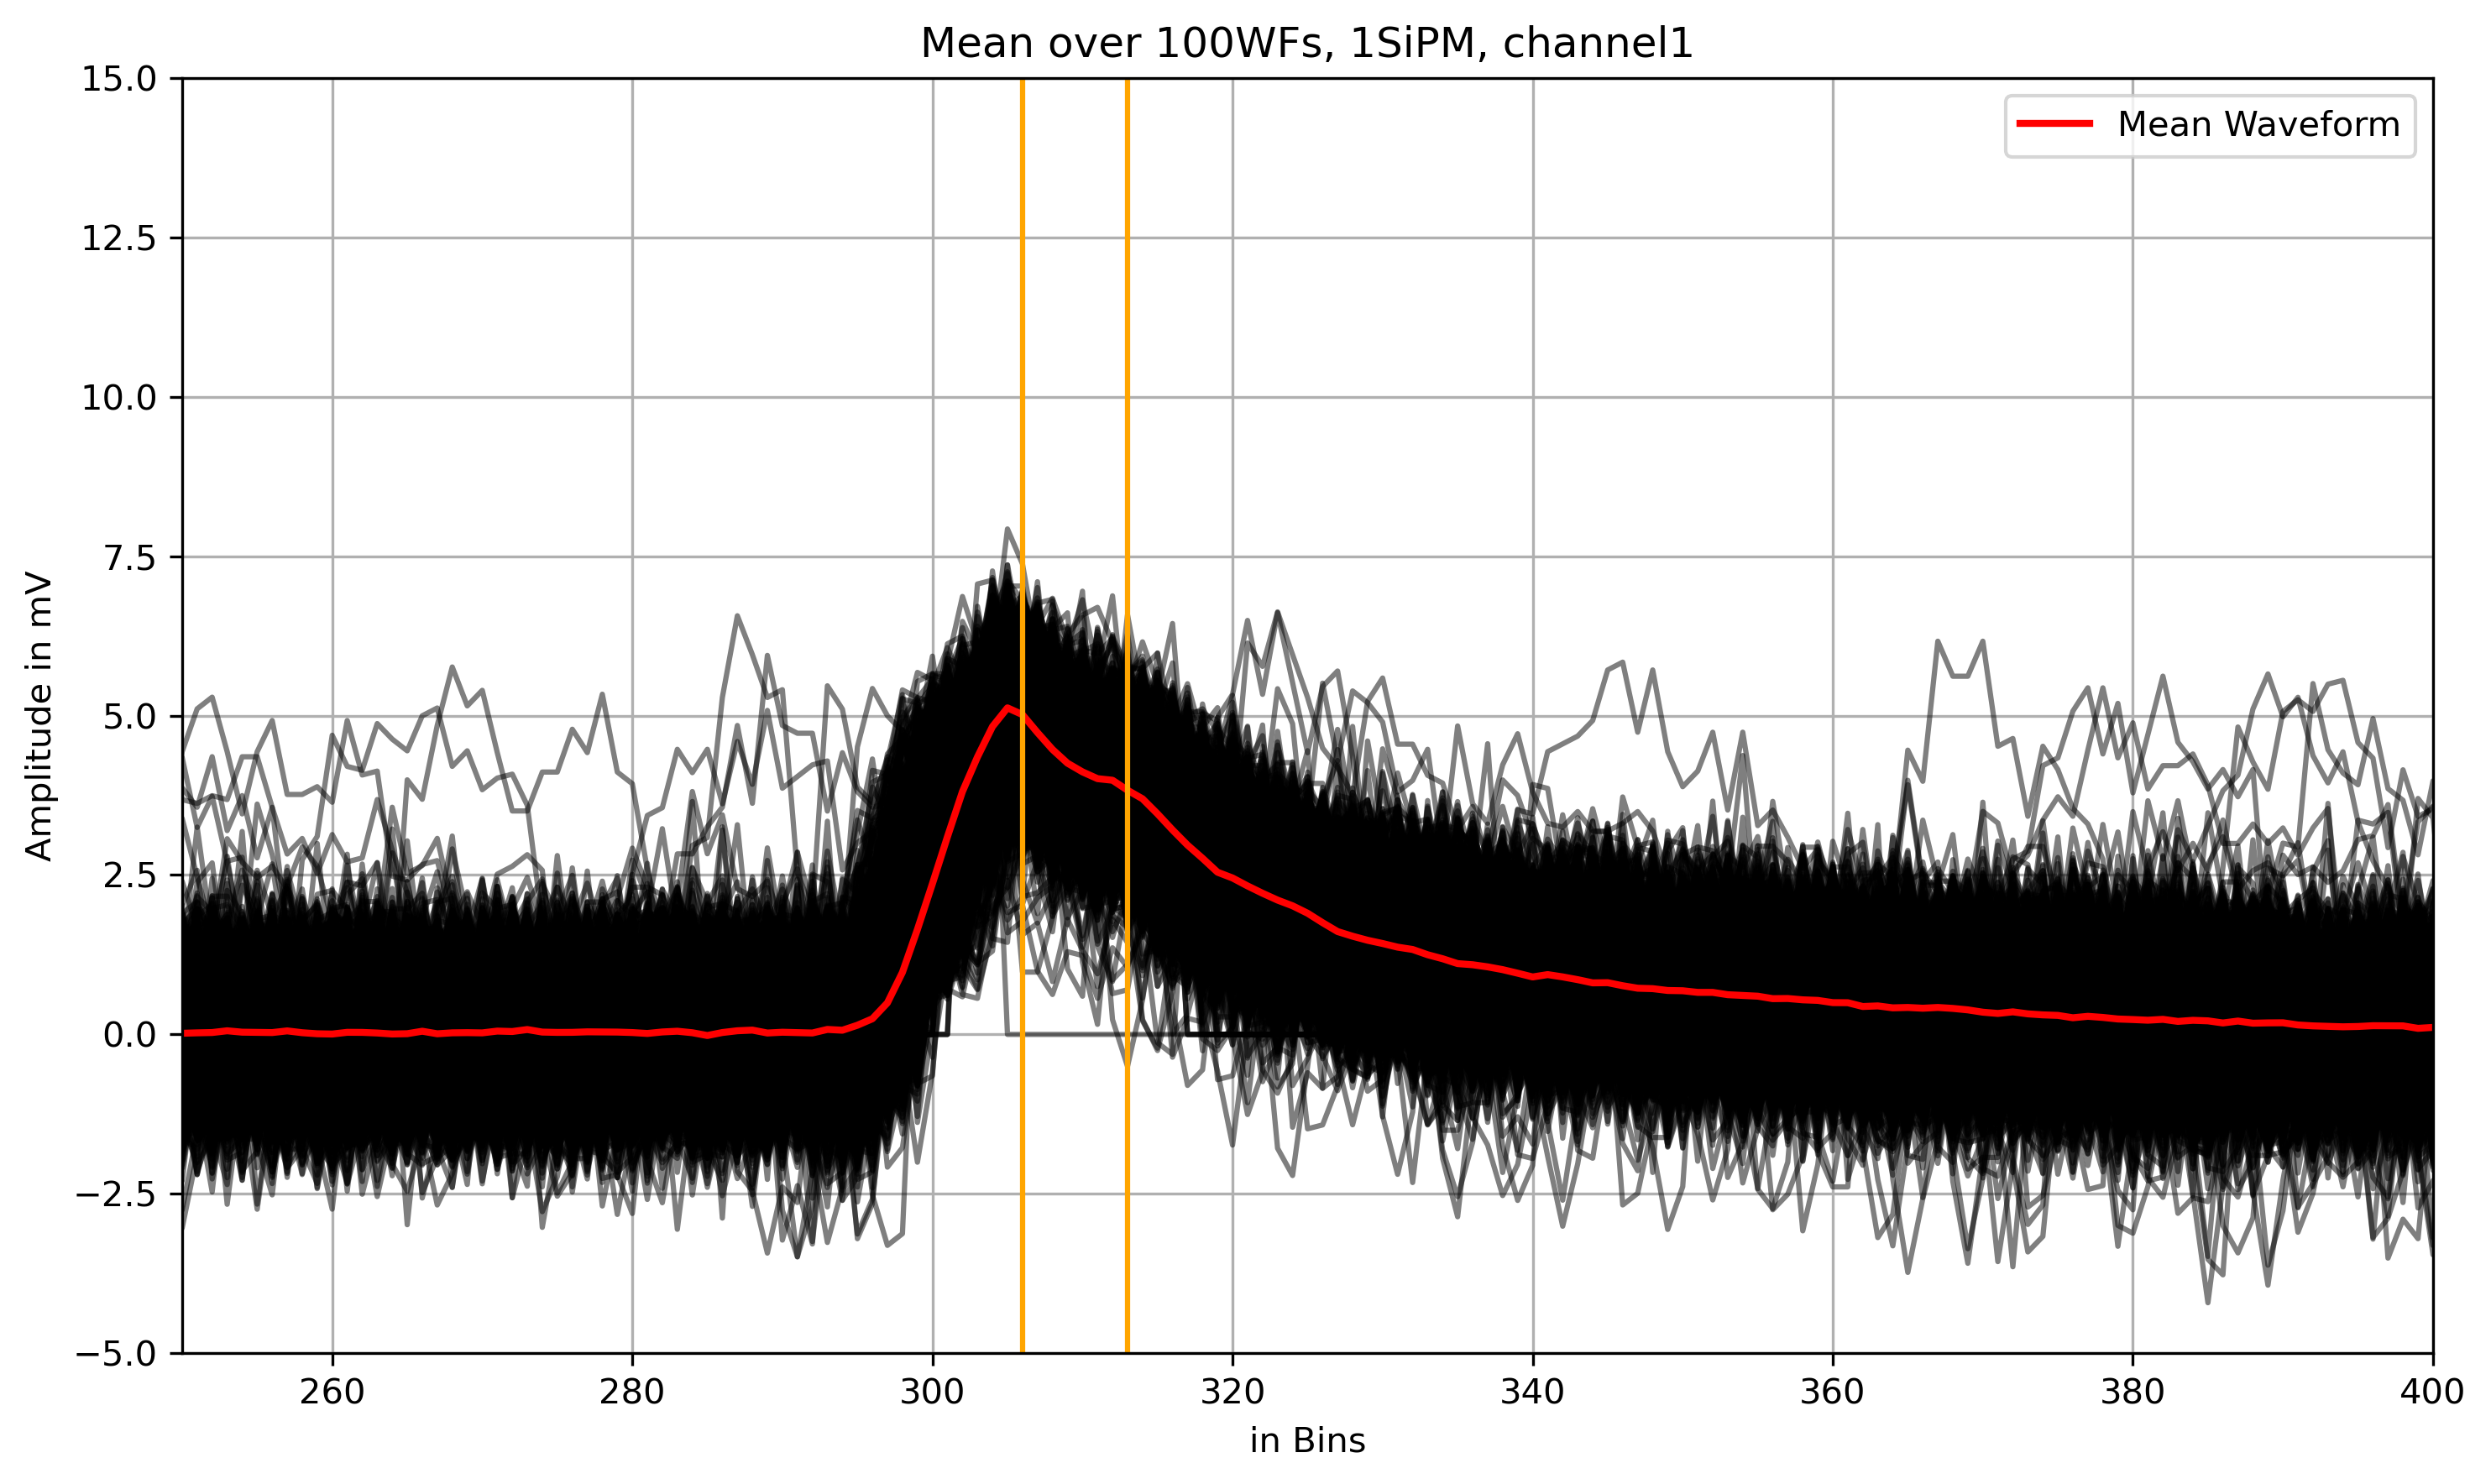 Mean over 100WFs, 1SiPM, channel1
Mean Waveform
Amplitude in mV
15.0
12.5
10.0
7.5
5.0
2.5
0.0
−2.5
−5.0
260 280 300 320 340 360 380 400
in Bins